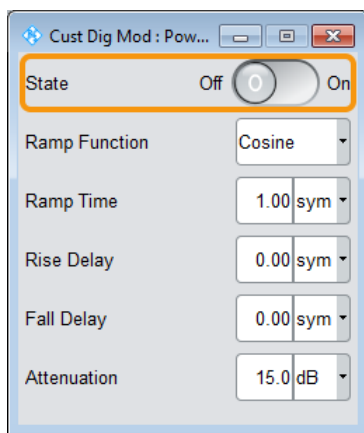 Cust Dig Mod : Pow...
State Off On
Ramp Function Cosine
Ramp Time 1.00 sym
Rise Delay 0.00 sym
Fall Delay 0.00 sym
Attenuation 15.0 dB